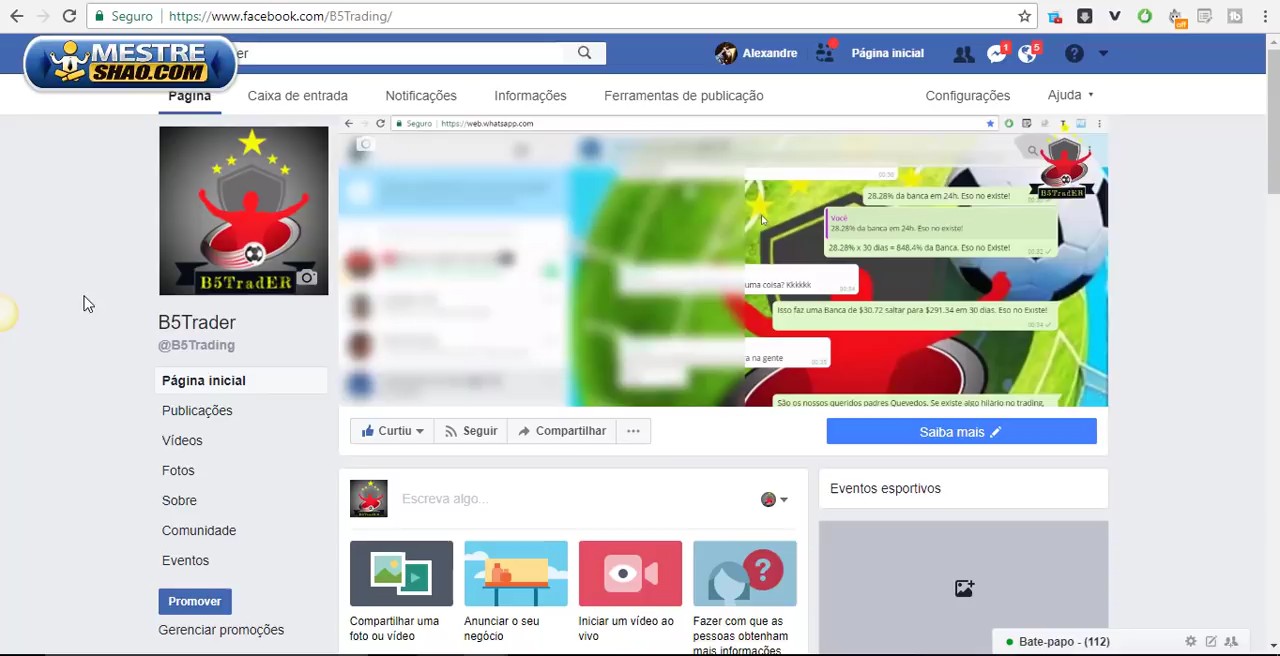 Seguro https://www.facebook.com/B5Trading/
MESTRE
SHAO.COM
er
Alexandre
Página inicial
1
5
off
Página
Caixa de entrada
Notificações
Informações
Ferramentas de publicação
Configurações
Ajuda
Seguro https://web.whatsapp.com
B5TradER
B5TradER
00:30
28.28% da banca em 24h. Eso no existe!
Você
28.28% da banca em 24h. Eso no existe!
28.28% x 30 dias = 848.4% da Banca. Eso no Existe!
uma coisa? Kkkkkk
Isso faz uma Banca de $30.72 saltar para $291.34 em 30 dias. Eso no Existe!
a na gente
São os nossos queridos padres Quevedos. Se existe algo hilário no trading,
B5Trader
@B5Trading
Página inicial
Publicações
Vídeos
Fotos
Sobre
Comunidade
Eventos
Promover
Gerenciar promoções
Curtiu
Seguir
Compartilhar
Saiba mais
Escreva algo...
Compartilhar uma
foto ou vídeo
Anunciar o seu
negócio
Iniciar um vídeo ao
vivo
Fazer com que as
pessoas obtenham
mais informações
Eventos esportivos
Bate-papo - (112)